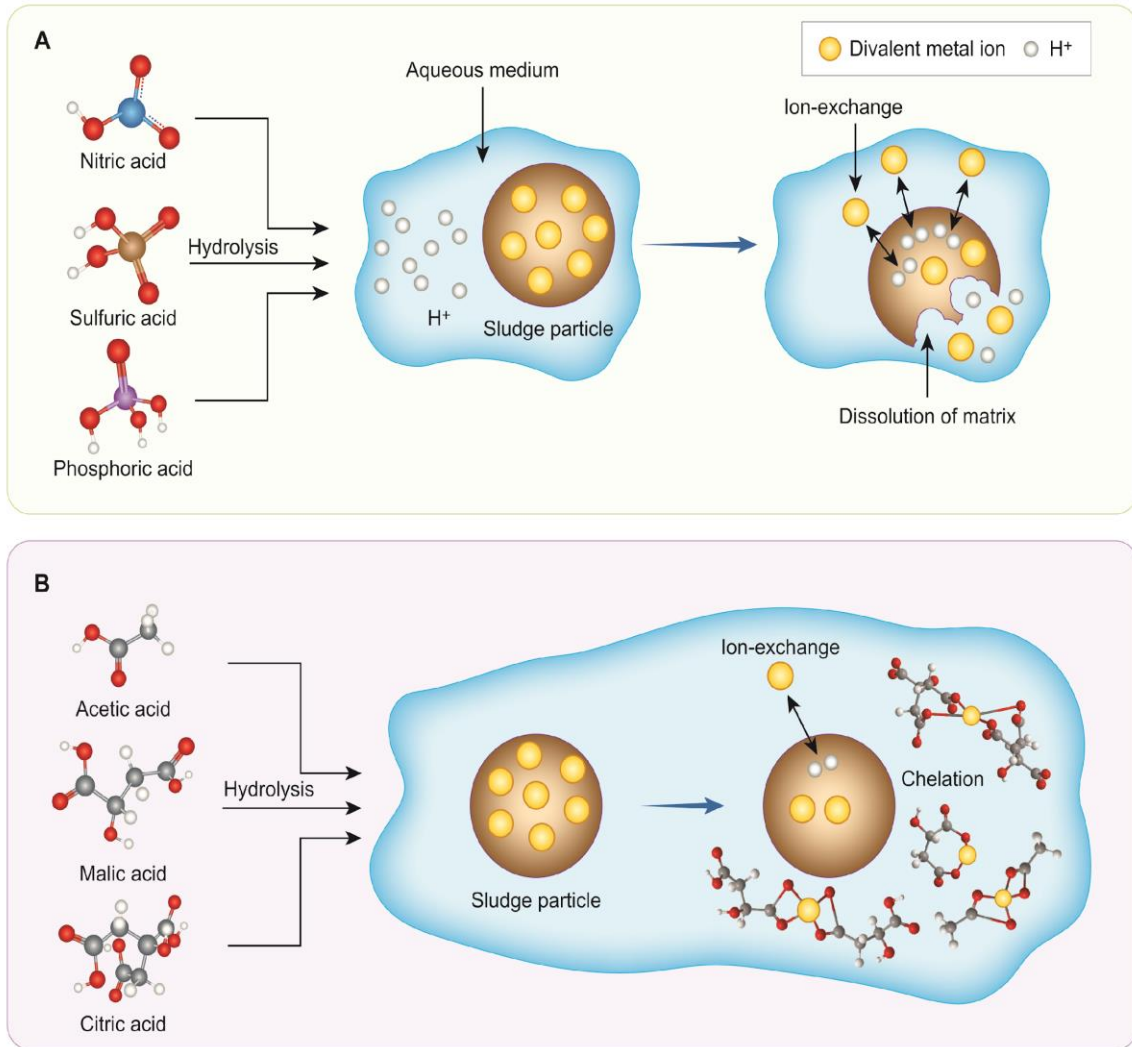 A
Divalent metal ion
H⁺
Aqueous medium
Ion-exchange
Nitric acid
Hydrolysis
Sulfuric acid
H⁺
Sludge particle
Dissolution of matrix
Phosphoric acid
B
Ion-exchange
Acetic acid
Chelation
Hydrolysis
Malic acid
Sludge particle
Citric acid